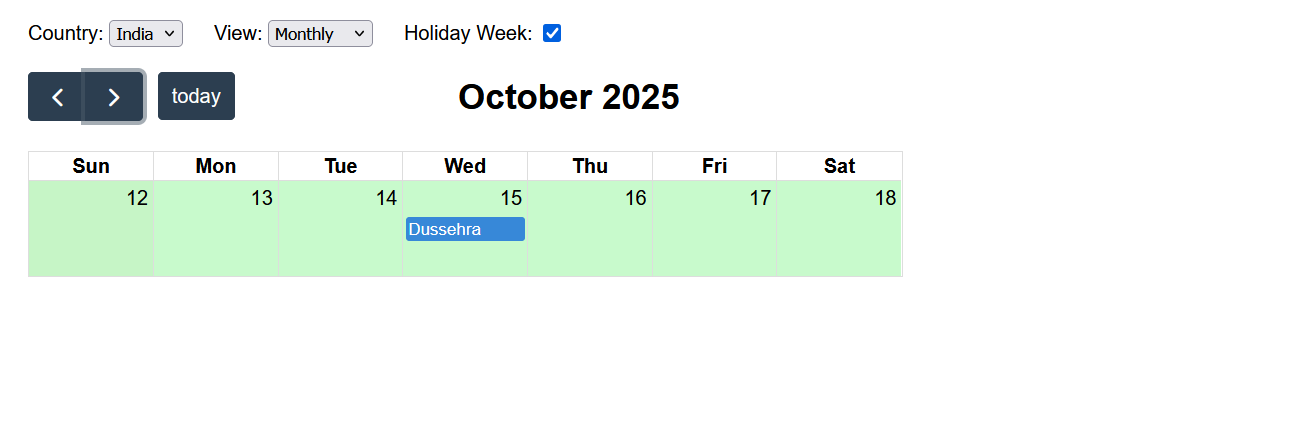 Country: India View: Monthly Holiday Week:
today October 2025
Sun Mon Tue Wed Thu Fri Sat
12 13 14 15 16 17 18
Dussehra